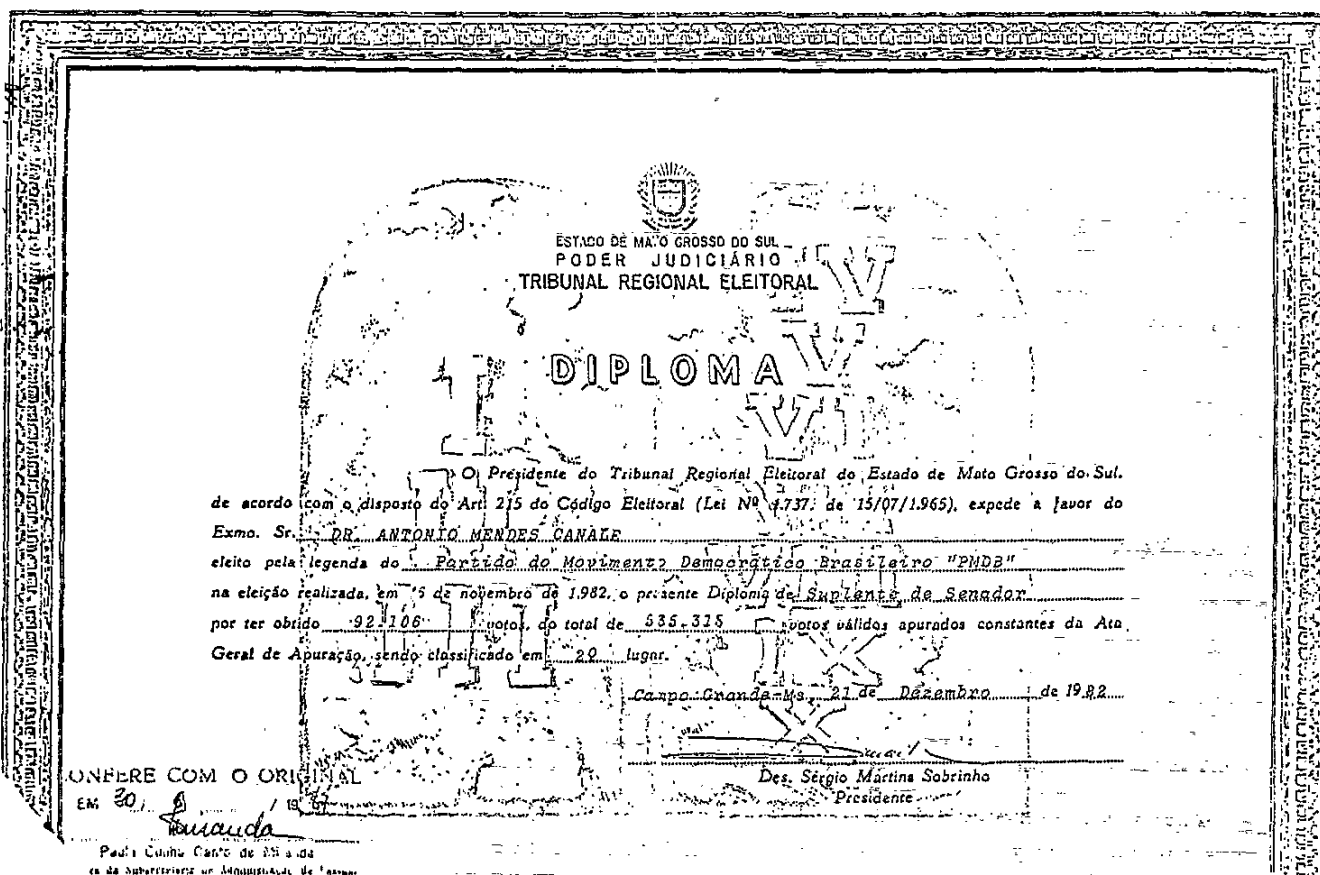 ESTADO DE MATO GROSSO DO SUL
PODER JUDICIÁRIO
TRIBUNAL REGIONAL ELEITORAL
IV
DIPLOMA V
I
VI
O Presidente do Tribunal Regional Eleitoral do Estado de Mato Grosso do Sul.
de acordo com o disposto do Art. 215 do Código Eleitoral (Lei Nº 4.737, de 15/07/1.965), expede a favor do
Exmo. Sr. DR. ANTONIO MENDES CANALE
eleito pela legenda do Partido do Movimento Democrático Brasileiro "PMDB"
na eleição realizada, em 15 de novembro de 1.982, o presente Diploma de Suplente de Senador
por ter obtido 92.106 votos, do total de 535.315 votos válidos apurados constantes da Ata
Geral de Apuração, sendo classificado em 2º lugar.
IX
Campo Grande-Ms, 21 de Dezembro de 1982
X
Des. Sérgio Martins Sobrinho
Presidente
ONFERE COM O ORIGINAL
EM 30
Miranda